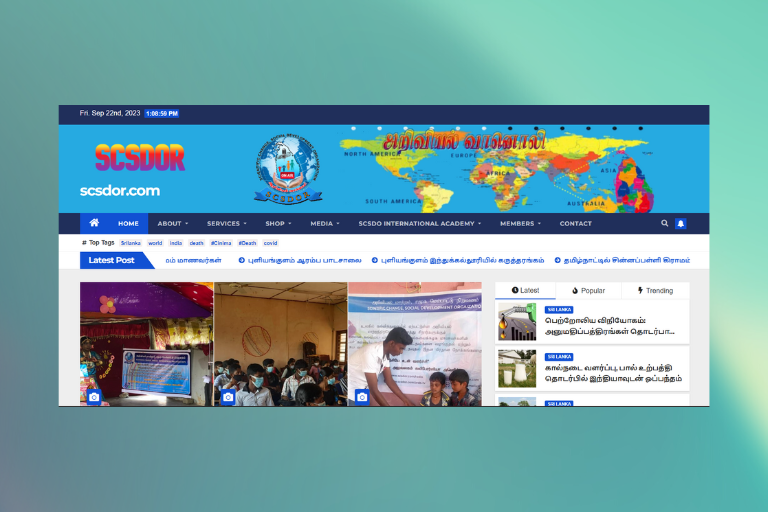 Fri. Sep 22nd, 2023 1:08:59 PM
SCSDOR
scsdor.com
ON AIR
SCSDOR
அறிவியல் வானொலி
NORTH AMERICA
EUROPE
ASIA
AFRICA
SOUTH AMERICA
AUSTRALIA
HOME ABOUT SERVICES SHOP MEDIA SCSDO INTERNATIONAL ACADEMY MEMBERS CONTACT
# Top Tags Srilanka world India death #Cinima #Death covid
Latest Post மாணவர்கள் புளியங்குளம் ஆரம்ப பாடசாலை புளியங்குளம் இந்துக்கல்லூரியில் கருத்தரங்கம் தமிழ்நாட்டில் சின்னப்பள்ளி கிராமம்
Latest Popular Trending
SRI LANKA
பெற்றோலிய விநியோகம்:
அனுமதிப்பத்திரங்கள் தொடர்பா...
SRI LANKA
கால்நடை வளர்ப்பு, பால் உற்பத்தி
தொடர்பில் இந்தியாவுடன் ஒப்பந்தம்
SRI LANKA